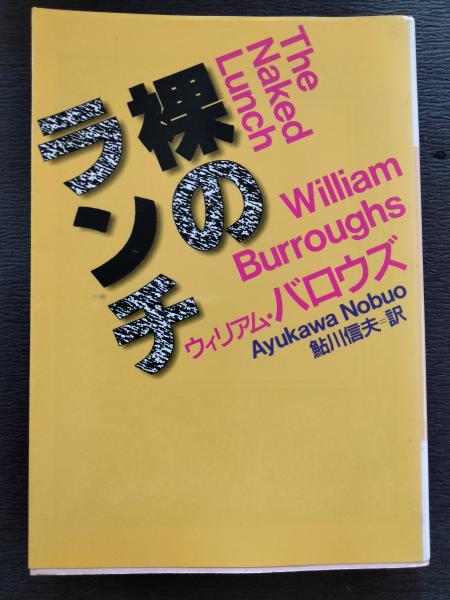 裸の
ランチ
The
Naked
Lunch
William
Burroughs
ウィリアム・バロウズ
Ayukawa Nobuo
鮎川信夫=訳